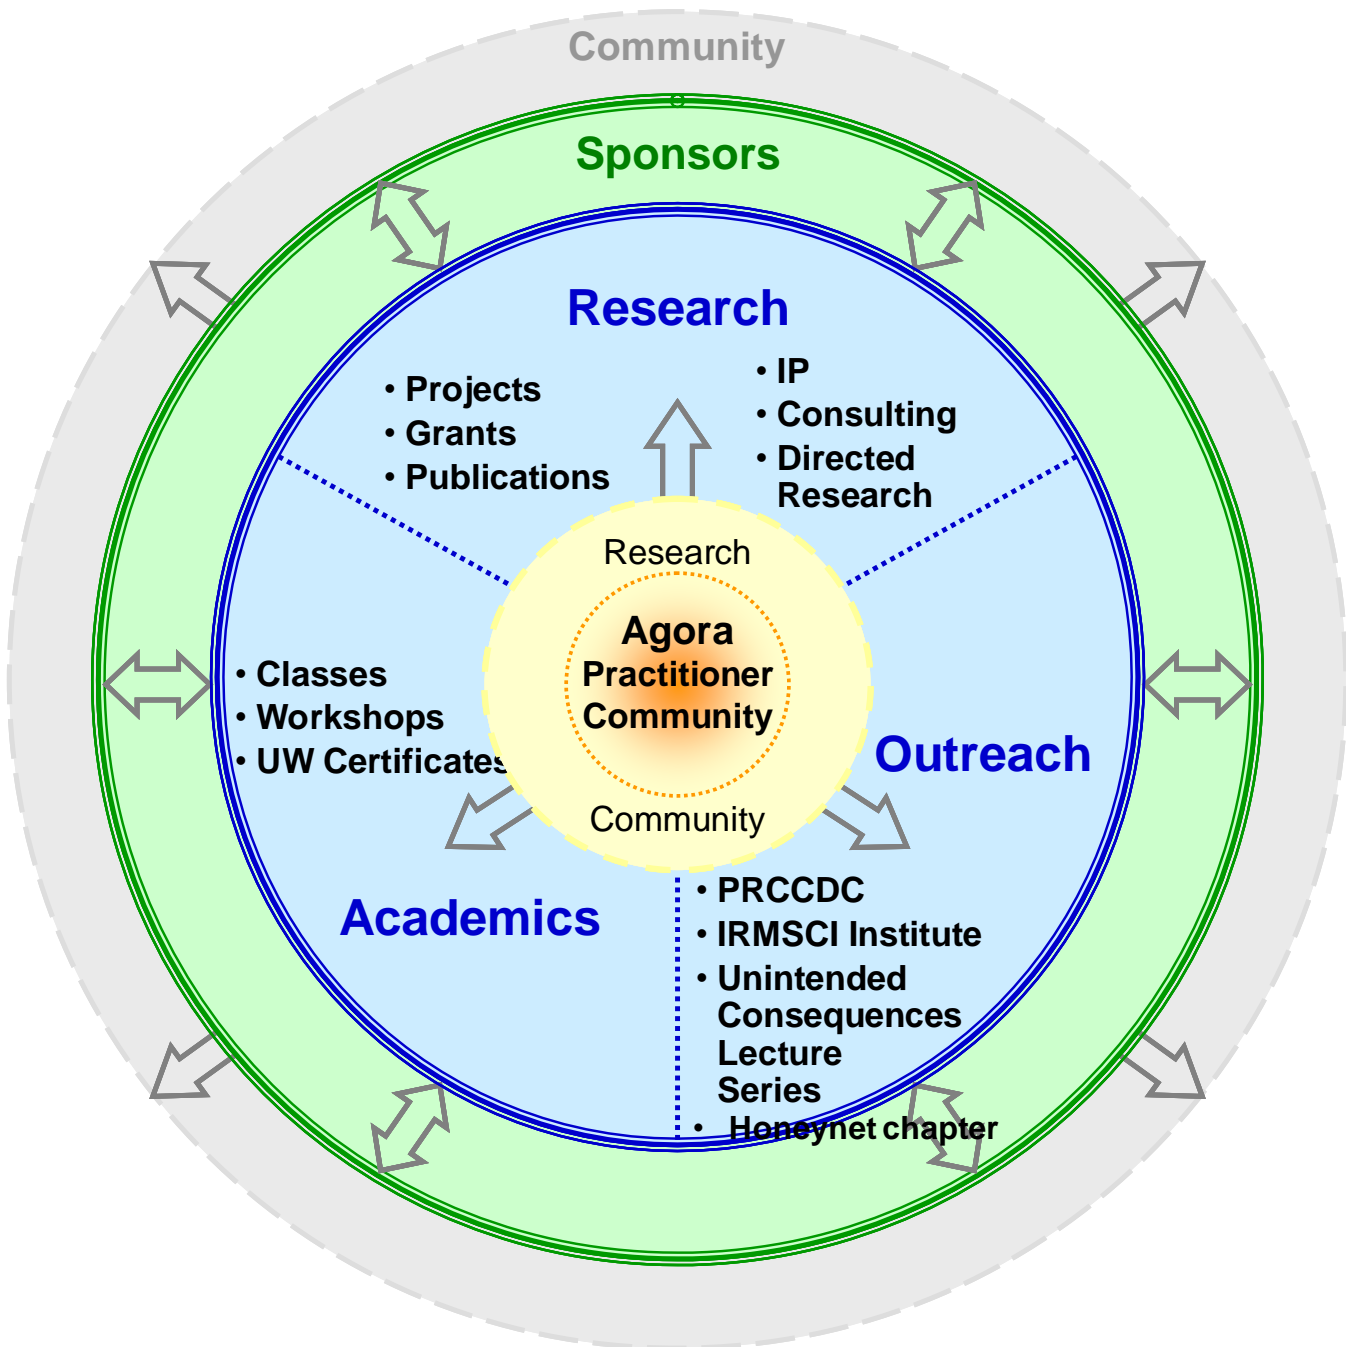 Community
Sponsors
Research
• Projects
• Grants
• Publications
• IP
• Consulting
• Directed
Research
Research
Agora
Practitioner
Community
Community
• Classes
• Workshops
• UW Certificates
Academics
Outreach
• PRCCDC
• IRMSCI Institute
• Unintended
Consequences
Lecture
Series
• Honeynet chapter